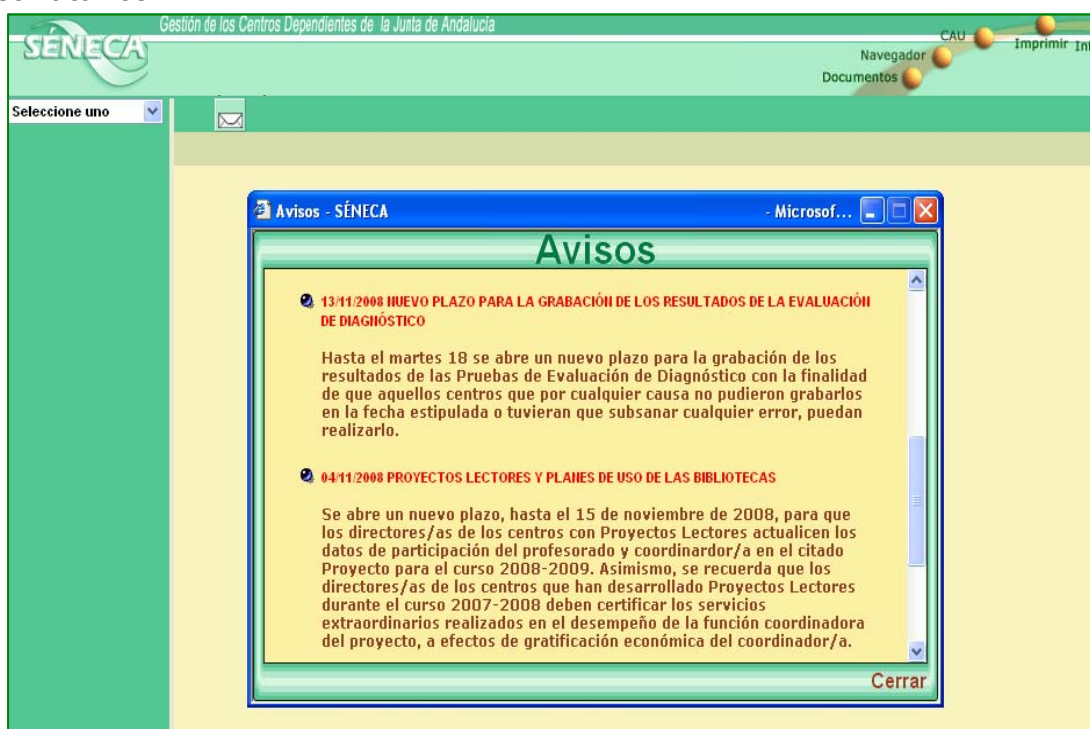 Gestión de los Centros Dependientes de la Junta de Andalucía
SÉNECA
CAU
Imprimir
Navegador
Documentos
Seleccione uno
Avisos - SÉNECA - Microsof...
Avisos
13/11/2008 NUEVO PLAZO PARA LA GRABACIÓN DE LOS RESULTADOS DE LA EVALUACIÓN
DE DIAGNÓSTICO
Hasta el martes 18 se abre un nuevo plazo para la grabación de los
resultados de las Pruebas de Evaluación de Diagnóstico con la finalidad
de que aquellos centros que por cualquier causa no pudieron grabarlos
en la fecha estipulada o tuvieran que subsanar cualquier error, puedan
realizarlo.
04/11/2008 PROYECTOS LECTORES Y PLANES DE USO DE LAS BIBLIOTECAS
Se abre un nuevo plazo, hasta el 15 de noviembre de 2008, para que
los directores/as de los centros con Proyectos Lectores actualicen los
datos de participación del profesorado y coordinardor/a en el citado
Proyecto para el curso 2008-2009. Asimismo, se recuerda que los
directores/as de los centros que han desarrollado Proyectos Lectores
durante el curso 2007-2008 deben certificar los servicios
extraordinarios realizados en el desempeño de la función coordinadora
del proyecto, a efectos de gratificación económica del coordinador/a.
Cerrar